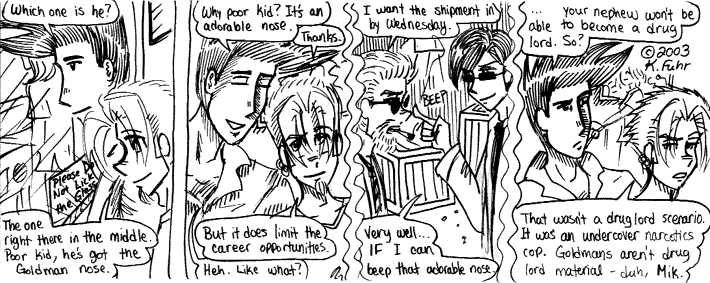 Which one is he?
Please Do
Not Lick
the Glass
The one
right there in the middle.
Poor kid, he's got the
Goldman nose.
Why poor kid? It's an
adorable nose.
Thanks.
But it does limit the
career opportunities.
Heh. Like what?
I want the shipment in
by Wednesday.
BEEP
Very well...
IF I can
beep that adorable nose.
... your nephew won't be
able to become a drug
lord. So?
©2003
K. Fuhr
That wasn't a drug lord scenario.
It was an undercover narcotics
cop. Goldmans aren't drug
lord material - duh, Mik.